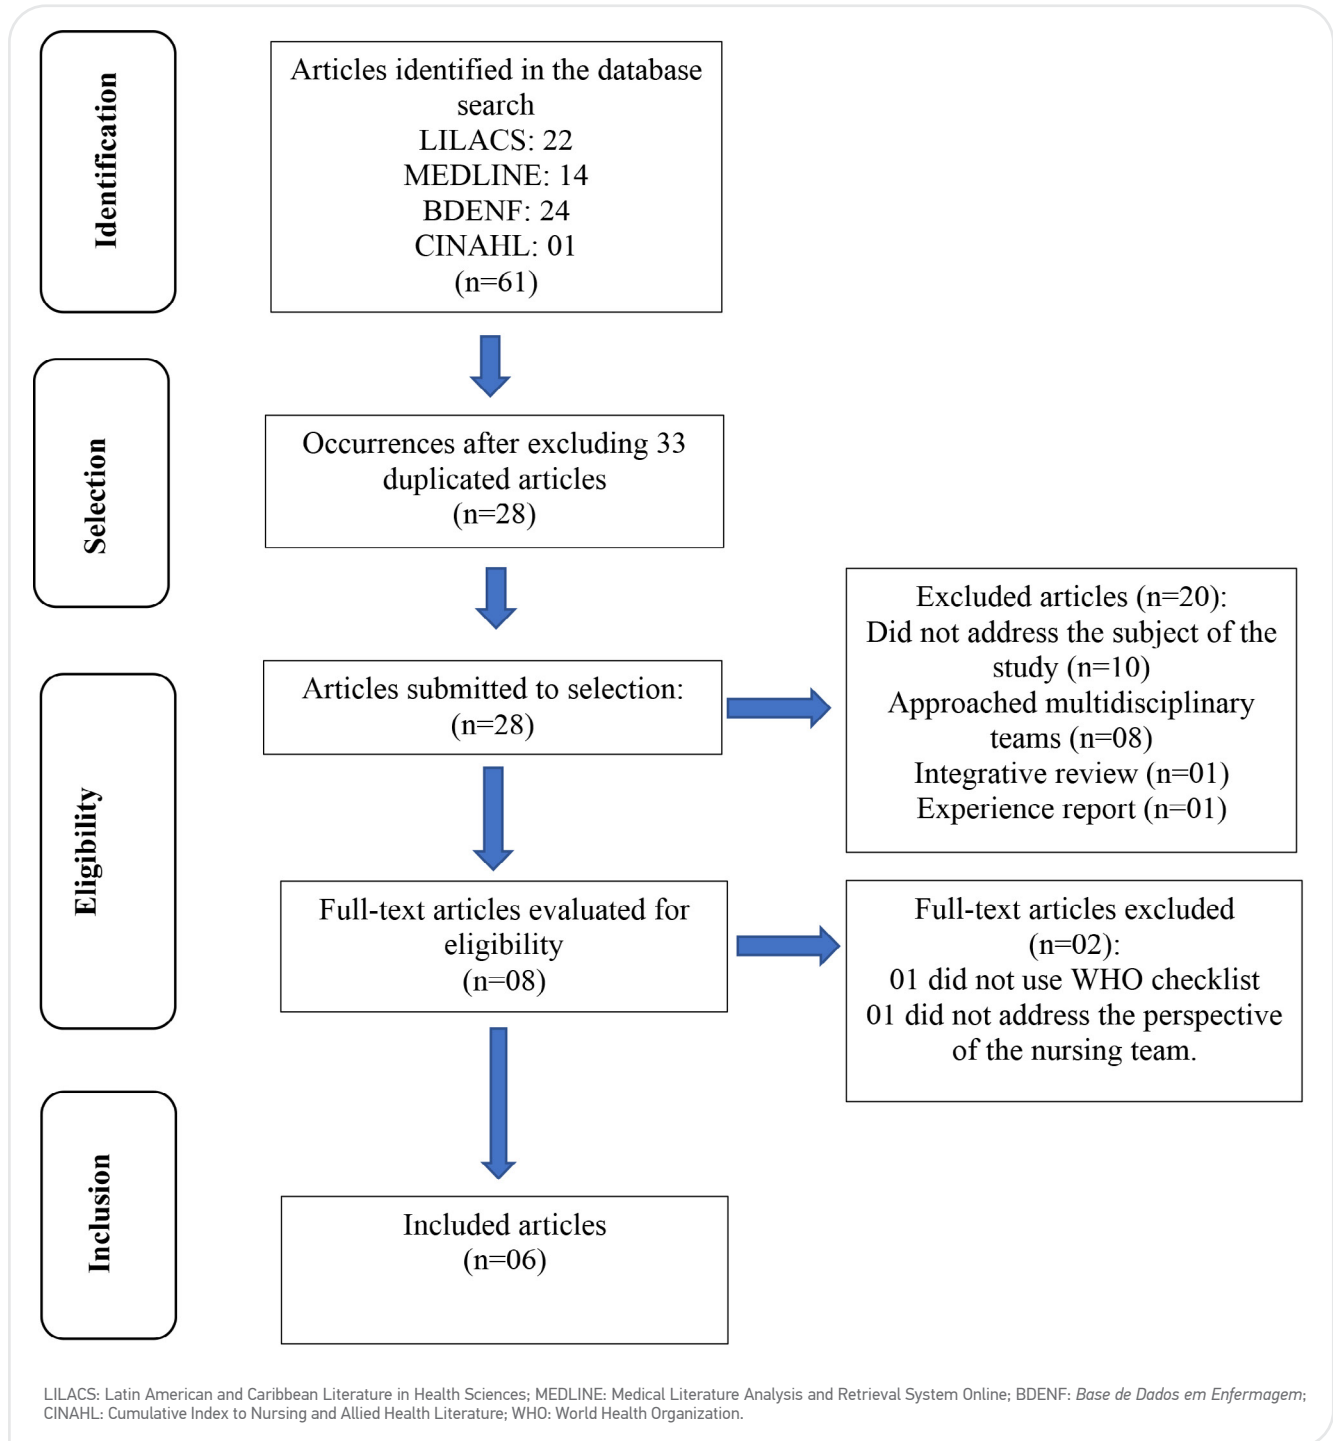 Identification
Articles identified in the database
search
LILACS: 22
MEDLINE: 14
BDENF: 24
CINAHL: 01
(n=61)
Selection
Occurrences after excluding 33
duplicated articles
(n=28)
Eligibility
Articles submitted to selection:
(n=28)
Excluded articles (n=20):
Did not address the subject of the
study (n=10)
Approached multidisciplinary
teams (n=08)
Integrative review (n=01)
Experience report (n=01)
Full-text articles evaluated for
eligibility
(n=08)
Full-text articles excluded
(n=02):
01 did not use WHO checklist
01 did not address the perspective
of the nursing team.
Inclusion
Included articles
(n=06)
LILACS: Latin American and Caribbean Literature in Health Sciences; MEDLINE: Medical Literature Analysis and Retrieval System Online; BDENF: Base de Dados em Enfermagem;
CINAHL: Cumulative Index to Nursing and Allied Health Literature; WHO: World Health Organization.